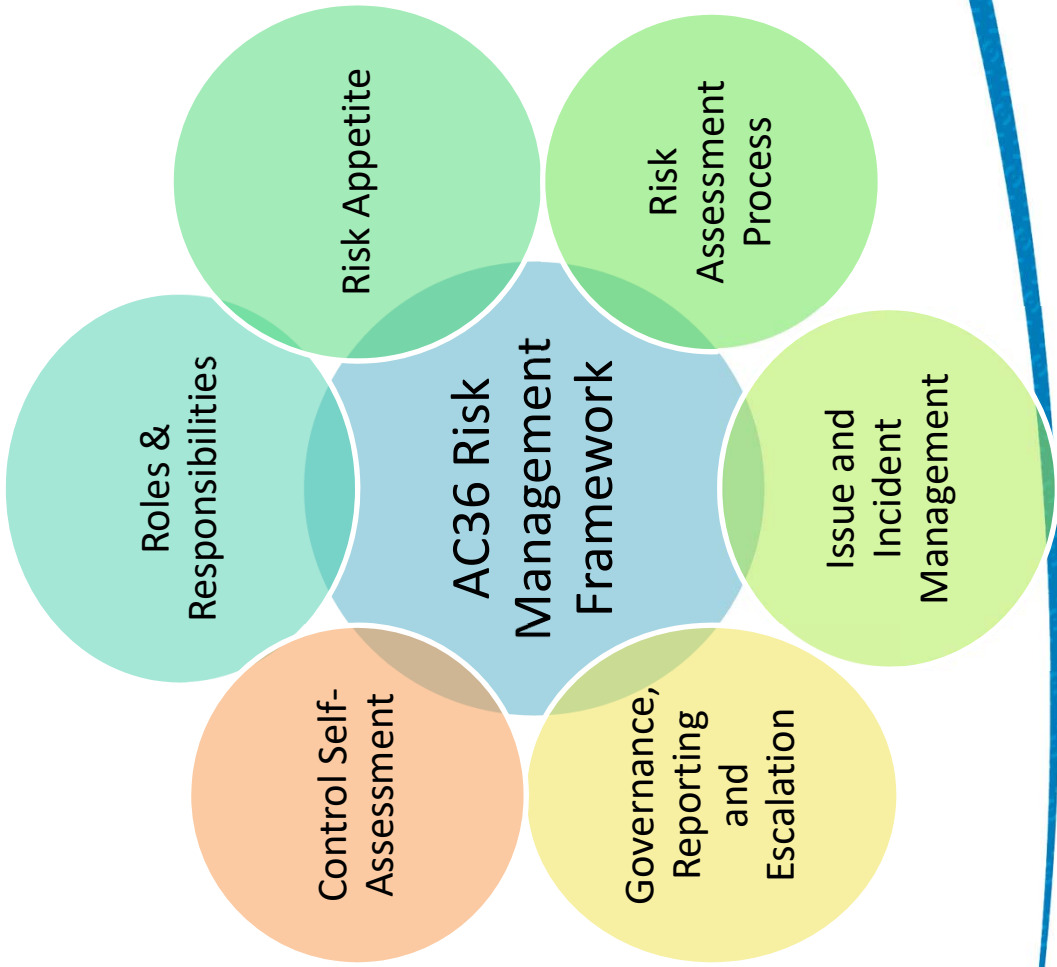 AC36 Risk
Management
Framework
Roles &
Responsibilities
Risk Appetite
Risk
Assessment
Process
Issue and
Incident
Management
Governance,
Reporting
and
Escalation
Control Self-
Assessment